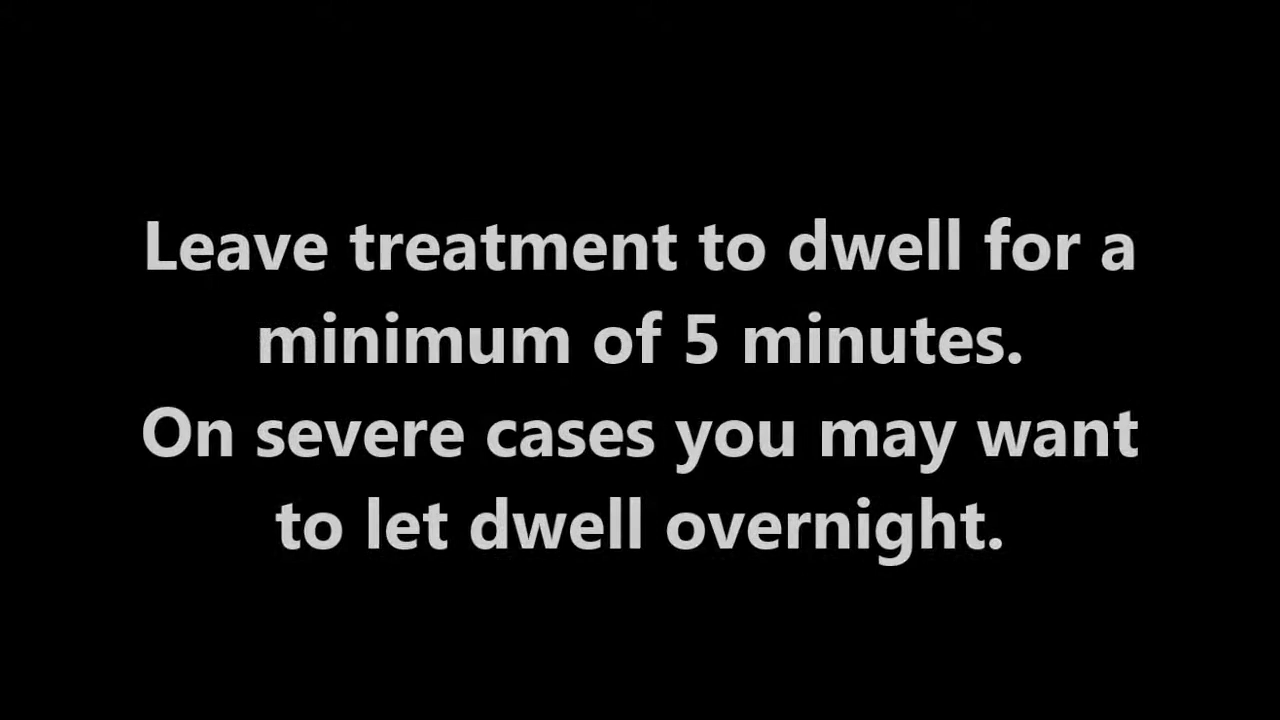 Leave treatment to dwell for a
minimum of 5 minutes.
On severe cases you may want
to let dwell overnight.